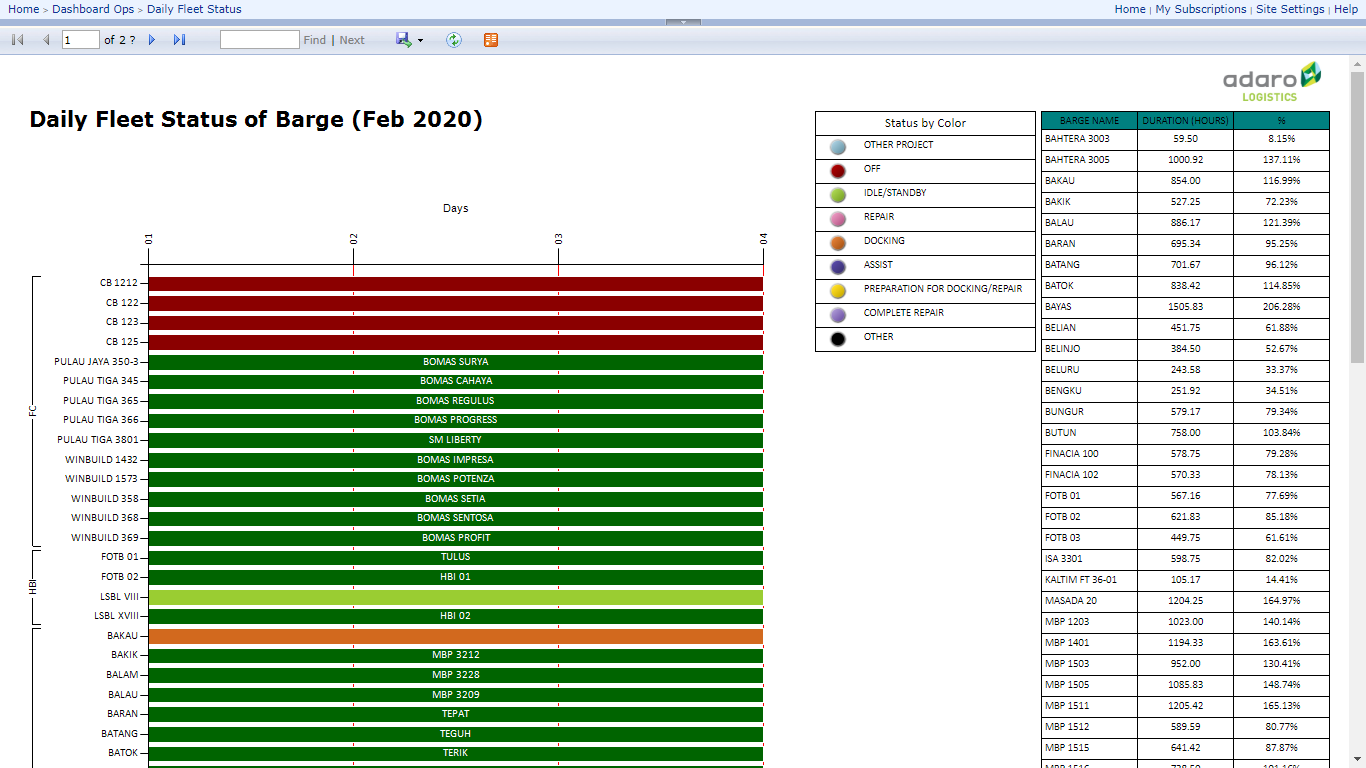 Home > Dashboard Ops > Daily Fleet Status
Home | My Subscriptions | Site Settings | Help
1 of 2 ? Find | Next
adaro
LOGISTICS
Daily Fleet Status of Barge (Feb 2020)
Days
01 02 03 04
FC
CB 1212
CB 122
CB 123
CB 125
PULAU JAYA 350-3 BOMAS SURYA
PULAU TIGA 345 BOMAS CAHAYA
PULAU TIGA 365 BOMAS REGULUS
PULAU TIGA 366 BOMAS PROGRESS
PULAU TIGA 3801 SM LIBERTY
WINBUILD 1432 BOMAS IMPRESA
WINBUILD 1573 BOMAS POTENZA
WINBUILD 358 BOMAS SETIA
WINBUILD 368 BOMAS SENTOSA
WINBUILD 369 BOMAS PROFIT
HBI
FOTB 01 TULUS
FOTB 02 HBI 01
LSBL VIII
LSBL XVIII HBI 02
BAKAU
BAKIK MBP 3212
BALAM MBP 3228
BALAU MBP 3209
BARAN TEPAT
BATANG TEGUH
BATOK TERIK
Status by Color
OTHER PROJECT
OFF
IDLE/STANDBY
REPAIR
DOCKING
ASSIST
PREPARATION FOR DOCKING/REPAIR
COMPLETE REPAIR
OTHER
BARGE NAME DURATION (HOURS) %
BAHTERA 3003 59.50 8.15%
BAHTERA 3005 1000.92 137.11%
BAKAU 854.00 116.99%
BAKIK 527.25 72.23%
BALAU 886.17 121.39%
BARAN 695.34 95.25%
BATANG 701.67 96.12%
BATOK 838.42 114.85%
BAYAS 1505.83 206.28%
BELIAN 451.75 61.88%
BELINJO 384.50 52.67%
BELURU 243.58 33.37%
BENGKU 251.92 34.51%
BUNGUR 579.17 79.34%
BUTUN 758.00 103.84%
FINACIA 100 578.75 79.28%
FINACIA 102 570.33 78.13%
FOTB 01 567.16 77.69%
FOTB 02 621.83 85.18%
FOTB 03 449.75 61.61%
ISA 3301 598.75 82.02%
KALTIM FT 36-01 105.17 14.41%
MASADA 20 1204.25 164.97%
MBP 1203 1023.00 140.14%
MBP 1401 1194.33 163.61%
MBP 1503 952.00 130.41%
MBP 1505 1085.83 148.74%
MBP 1511 1205.42 165.13%
MBP 1512 589.59 80.77%
MBP 1515 641.42 87.87%